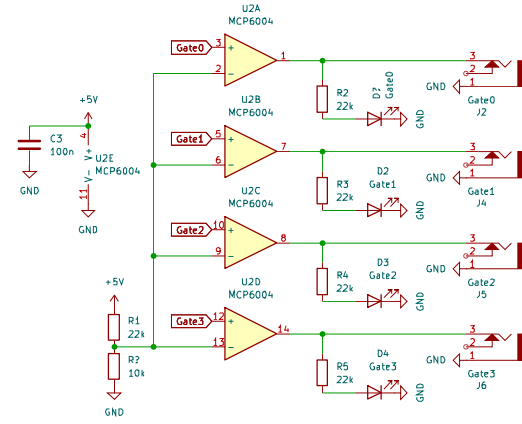 U2A
MCP6004
Gate0
3
+
2
−
1
R2
22k
D?
Gate0
GND
GND
3
2
1
Gate0
J2
+5V
C3
100n
GND
4
V+
U2E
MCP6004
V−
11
GND
U2B
MCP6004
Gate1
5
+
6
−
7
R3
22k
D2
Gate1
GND
GND
3
2
1
Gate1
J4
U2C
MCP6004
Gate2
10
+
9
−
8
R4
22k
D3
Gate2
GND
GND
3
2
1
Gate2
J5
+5V
R1
22k
R?
10k
GND
U2D
MCP6004
Gate3
12
+
13
−
14
R5
22k
D4
Gate3
GND
GND
3
2
1
Gate3
J6